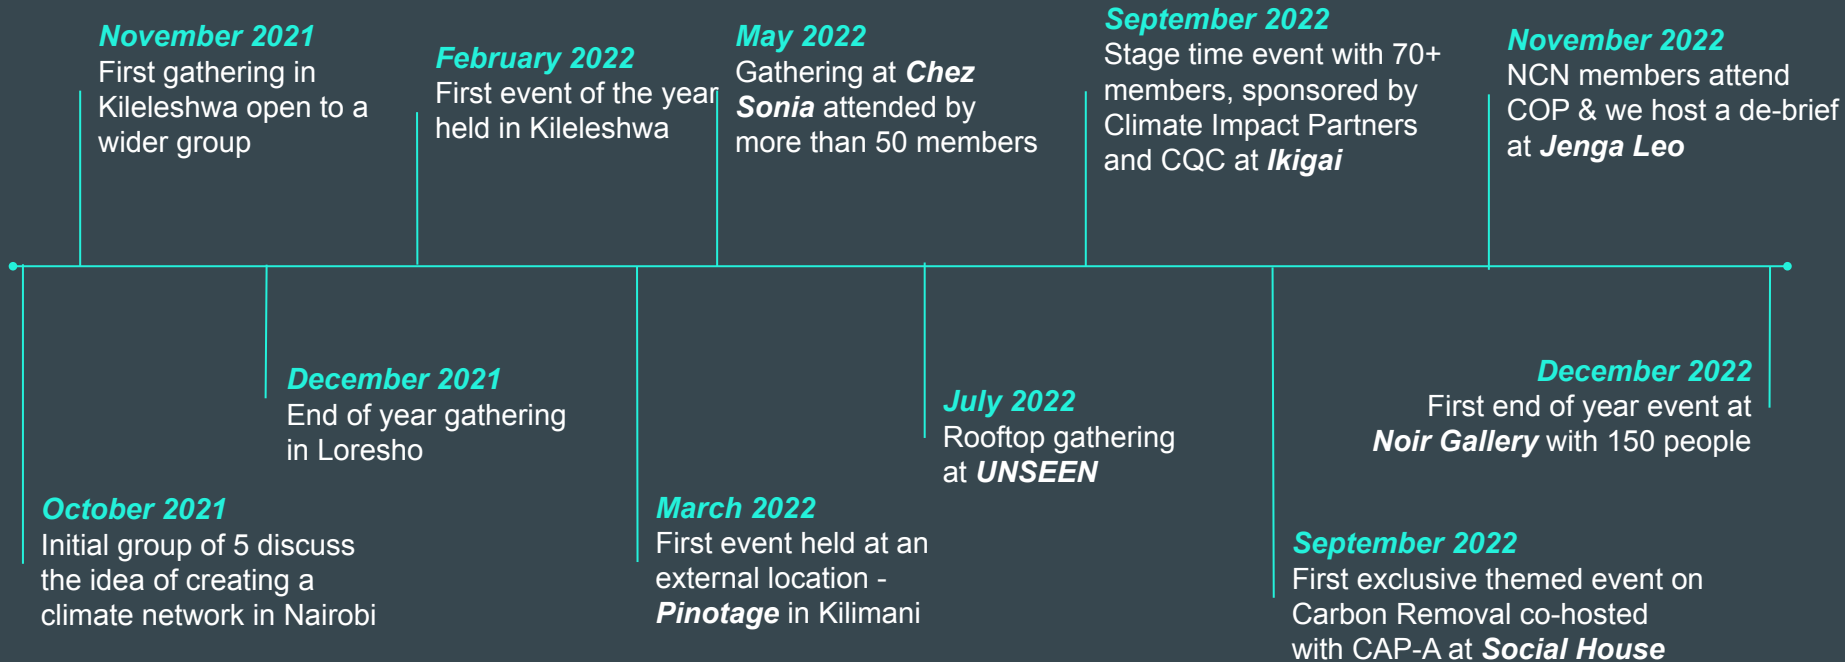 November 2021
First gathering in
Kileleshwa open to a
wider group
February 2022
First event of the year
held in Kileleshwa
May 2022
Gathering at Chez
Sonia attended by
more than 50 members
September 2022
Stage time event with 70+
members, sponsored by
Climate Impact Partners
and CQC at Ikigai
November 2022
NCN members attend
COP & we host a de-brief
at Jenga Leo
October 2021
Initial group of 5 discuss
the idea of creating a
climate network in Nairobi
December 2021
End of year gathering
in Loresho
March 2022
First event held at an
external location -
Pinotage in Kilimani
July 2022
Rooftop gathering
at UNSEEN
September 2022
First exclusive themed event on
Carbon Removal co-hosted
with CAP-A at Social House
December 2022
First end of year event at
Noir Gallery with 150 people